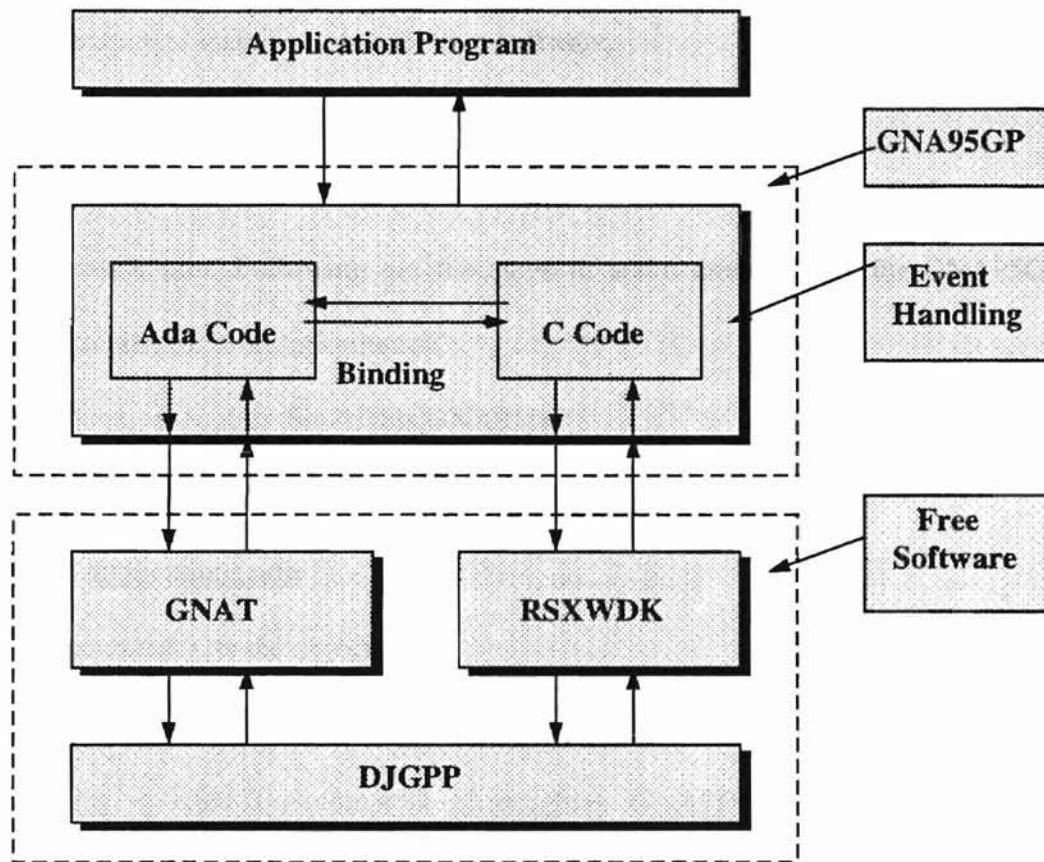 Application Program
GNA95GP
Event
Handling
Ada Code
C Code
Binding
Free
Software
GNAT
RSXWDK
DJGPP